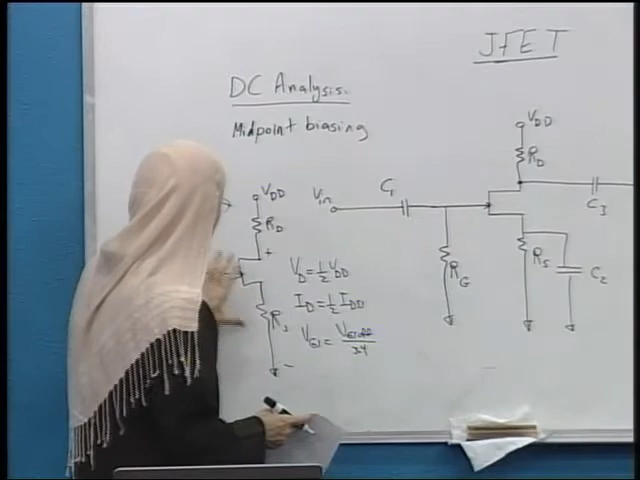 JFET
DC Analysis.
Midpoint biasing
VDD
RD
VD = 1/2 VDD
ID = 1/2 IDD
RS
Vin
C1
RG
VDD
RD
C3
RS
C2